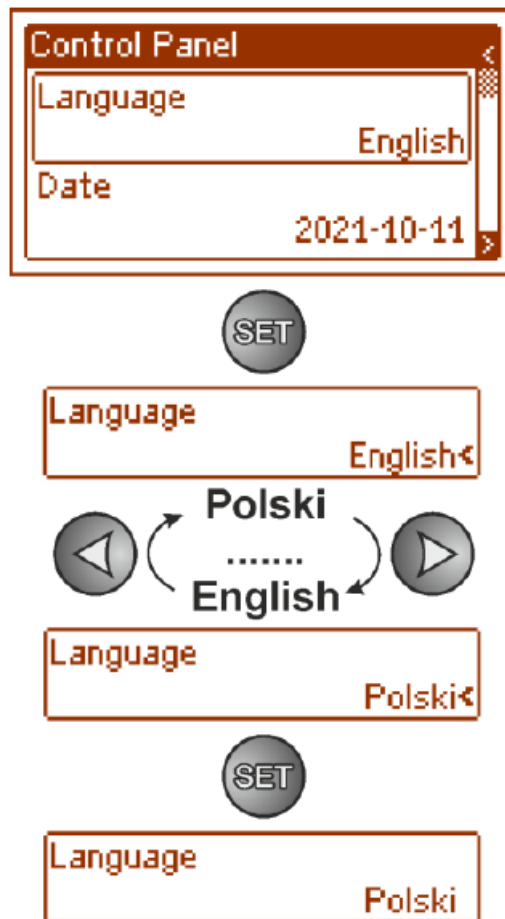 Control Panel
Language
English
Date
2021-10-11
SET
Language
English
Polski
.......
English
Language
Polski
SET
Language
Polski